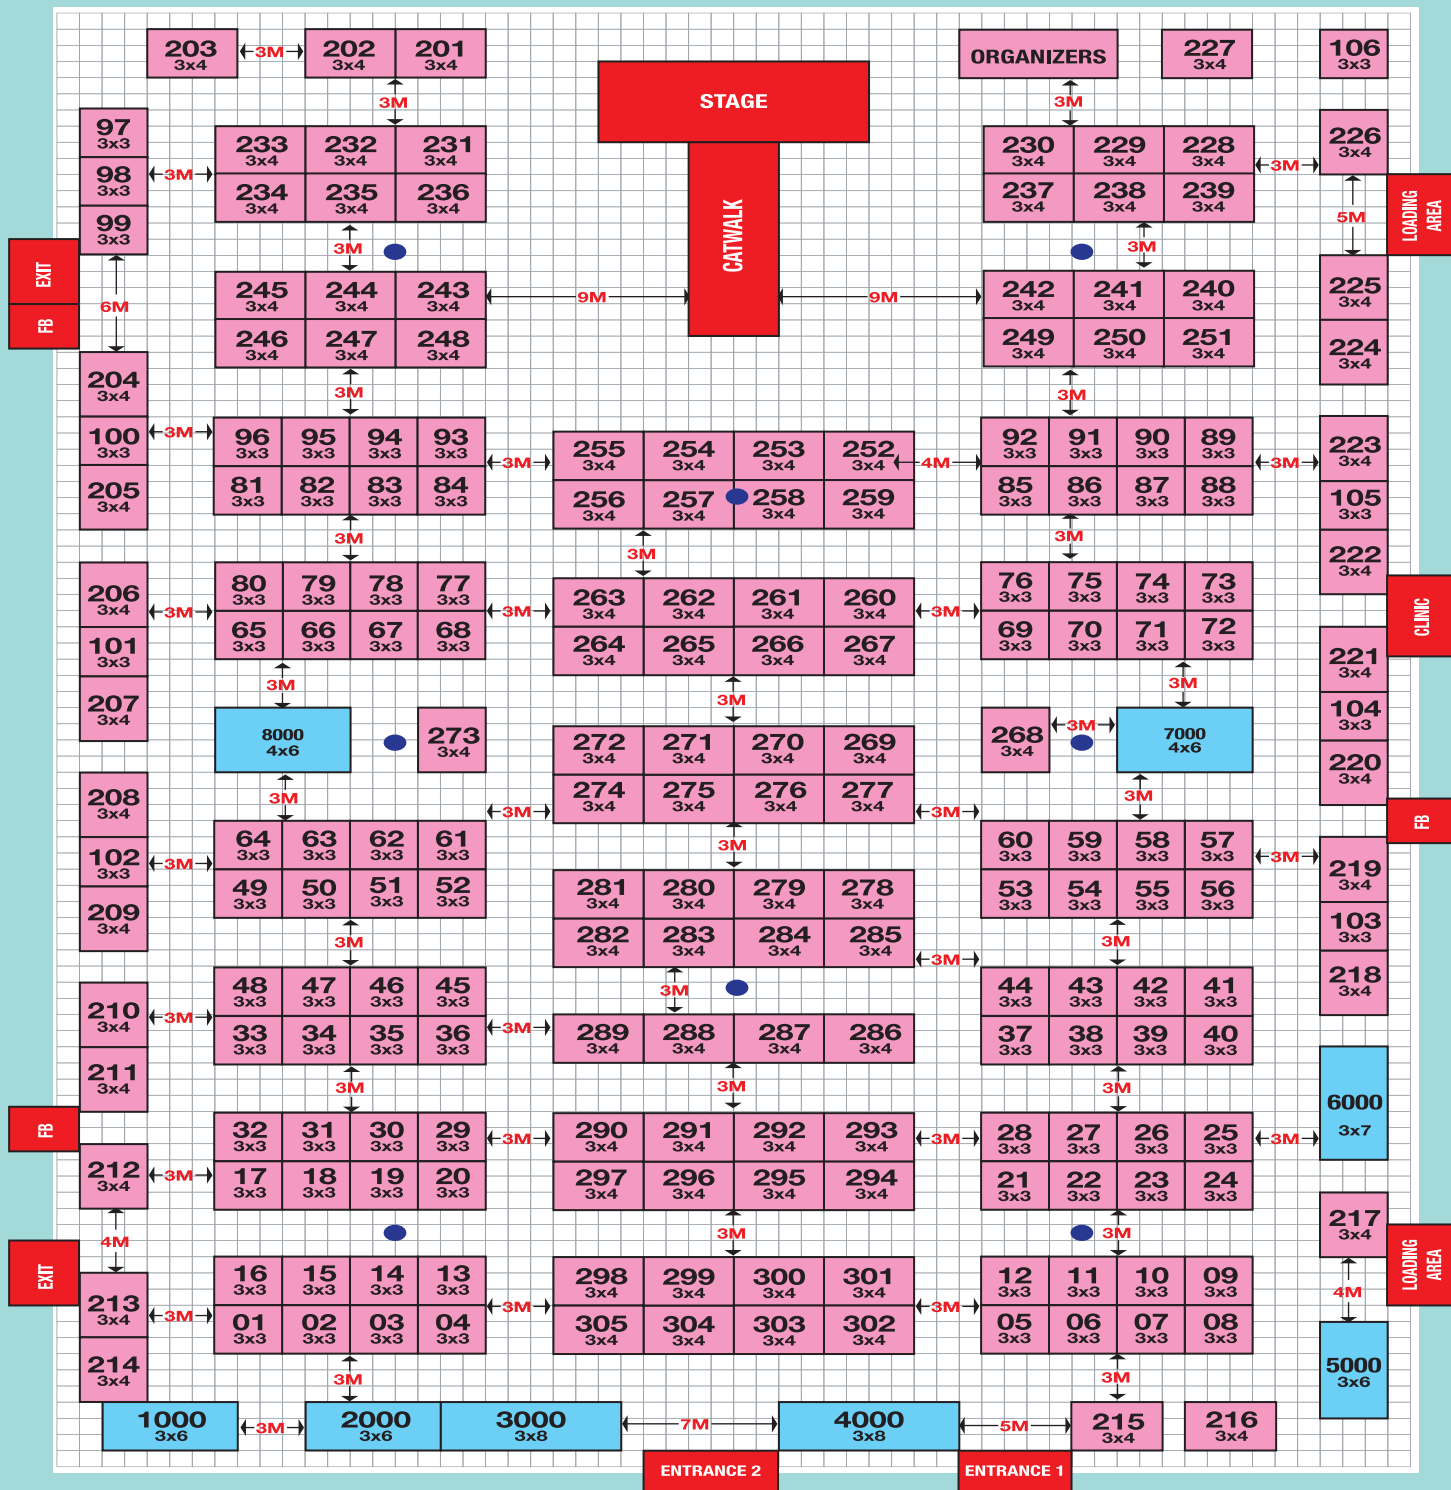 203 202 201 ORGANIZERS 227 106
3x4 3M 3x4 3x4 3x4 3x3
STAGE
3M 3M
97 233 232 231 230 229 228 226
3x3 3x4 3x4 3x4 3x4 3x4 3x4 3x4
98 3M 3M
3x3 234 235 236 237 238 239
3x4 3x4 3x4 3x4 3x4 3x4
99
3x3
CATWALK
5M
LOADING
AREA
3M 3M
EXIT
245 244 243 242 241 240 225
3x4 3x4 3x4 9M 9M 3x4 3x4 3x4 3x4
6M
FB
246 247 248 249 250 251 224
3x4 3x4 3x4 3x4 3x4 3x4 3x4
204
3x4
3M 3M
100 3M 96 95 94 93 92 91 90 89 223
3x3 3x3 3x3 3x3 3x3 3x3 3x3 3x3 3x3 3x4
255 254 253 252
3x4 3x4 3x4 3x4
3M 4M 3M
205 81 82 83 84 85 86 87 88 105
3x4 3x3 3x3 3x3 3x3 3x3 3x3 3x3 3x3 3x3
256 257 258 259
3x4 3x4 3x4 3x4
3M 3M 3M
222
3x4
206 80 79 78 77 76 75 74 73
3x4 3x3 3x3 3x3 3x3 3x3 3x3 3x3 3x3
263 262 261 260
3x4 3x4 3x4 3x4
CLINIC
3M 3M 3M
101 65 66 67 68 69 70 71 72
3x3 3x3 3x3 3x3 3x3 3x3 3x3 3x3 3x3
264 265 266 267 221
3x4 3x4 3x4 3x4 3x4
3M 3M 3M
207
3x4
8000 273 268 3M 7000 104
4x6 3x4 3x4 4x6 3x3
272 271 270 269
3x4 3x4 3x4 3x4
220
3x4
208 3M 3M
3x4
274 275 276 277
3x4 3x4 3x4 3x4
3M 3M
FB
102 3M 64 63 62 61 60 59 58 57 3M
3x3 3x3 3x3 3x3 3x3 3x3 3x3 3x3 3x3
3M
219
3x4
209 49 50 51 52 53 54 55 56
3x4 3x3 3x3 3x3 3x3 3x3 3x3 3x3 3x3
281 280 279 278
3x4 3x4 3x4 3x4
103
3x3
3M 3M
282 283 284 285
3x4 3x4 3x4 3x4
3M
210 48 47 46 45 44 43 42 41 218
3x4 3x3 3x3 3x3 3x3 3x3 3x3 3x3 3x3 3x4
3M 3M
33 34 35 36 37 38 39 40
3x3 3x3 3x3 3x3 3x3 3x3 3x3 3x3
3M
289 288 287 286
3x4 3x4 3x4 3x4
211
3x4
3M 3M 3M
6000
3x7
FB
32 31 30 29 290 291 292 293 28 27 26 25
3x3 3x3 3x3 3x3 3M 3x4 3x4 3x4 3x4 3M 3x3 3x3 3x3 3x3 3M
212 3M
3x4
17 18 19 20 297 296 295 294 21 22 23 24
3x3 3x3 3x3 3x3 3x4 3x4 3x4 3x4 3x3 3x3 3x3 3x3
217
3x4
4M 3M 3M
EXIT
LOADING
AREA
16 15 14 13 298 299 300 301 12 11 10 09
3x3 3x3 3x3 3x3 3x4 3x4 3x4 3x4 3x3 3x3 3x3 3x3
4M
213 3M 3M 3M
3x4
01 02 03 04 305 304 303 302 05 06 07 08
3x3 3x3 3x3 3x3 3x4 3x4 3x4 3x4 3x3 3x3 3x3 3x3
214 3M 3M 5000
3x4 3x6
1000 3M 2000 3000 7M 4000 5M 215 216
3x6 3x6 3x8 3x8 3x4 3x4
ENTRANCE 2 ENTRANCE 1